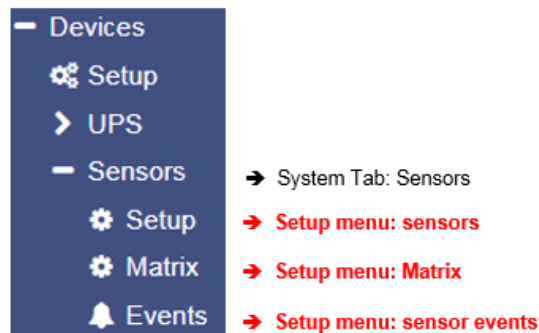 Devices
Setup
UPS
Sensors ➔ System Tab: Sensors
Setup ➔ Setup menu: sensors
Matrix ➔ Setup menu: Matrix
Events ➔ Setup menu: sensor events